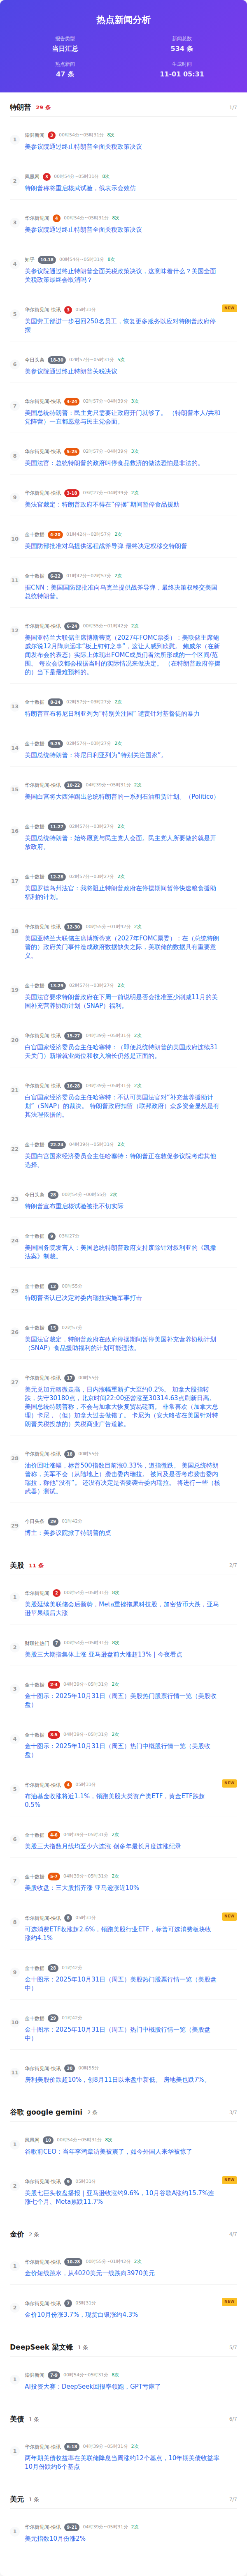 热点新闻分析
报告类型
新闻总数
当日汇总
534 条
热点新闻
生成时间
47 条
11-01 05:31
特朗普 29 条 1/7
1
澎湃新闻 3 00时54分~05时31分 8次
美参议院通过终止特朗普全面关税政策决议
2
凤凰网 3 00时54分~05时31分 8次
特朗普称将重启核武试验，俄表示会效仿
3
华尔街见闻 4 00时54分~05时31分 8次
美参议院通过终止特朗普全面关税政策决议
4
知乎 10-18 00时54分~05时31分 8次
美参议院通过终止特朗普全面关税政策决议，这意味着什么？美国全面
关税政策最终会取消吗？
5
华尔街见闻-快讯 3 05时31分
NEW
美国劳工部进一步召回250名员工，恢复更多服务以应对特朗普政府停
摆
6
今日头条 18-30 02时57分~05时31分 5次
美参议院通过终止特朗普关税决议
7
华尔街见闻-快讯 4-24 02时57分~04时39分 3次
美国总统特朗普：民主党只需要让政府开门就够了。 （特朗普本人/共和
党阵营）一直都愿意与民主党会面。
8
华尔街见闻-快讯 5-25 02时57分~04时39分 3次
美国法官：总统特朗普的政府叫停食品救济的做法恐怕是非法的。
9
华尔街见闻-快讯 3-18 03时27分~04时39分 2次
美法官裁定：特朗普政府不得在“停摆”期间暂停食品援助
10
金十数据 4-20 01时42分~02时57分 2次
美国防部批准对乌提供远程战斧导弹 最终决定权移交特朗普
11
金十数据 6-22 01时42分~02时57分 2次
据CNN：美国国防部批准向乌克兰提供战斧导弹，最终决策权移交美国
总统特朗普。
12
华尔街见闻-快讯 6-24 00时55分~01时42分 2次
美国亚特兰大联储主席博斯蒂克（2027年FOMC票委）：美联储主席鲍
威尔说12月降息远非“板上钉钉之事”，这让人感到欣慰。 鲍威尔（在新
闻发布会的表态）实际上体现出FOMC成员们看法所形成的一个区间/范
围。 每次会议都会根据当时的实际情况来做决定。 （在特朗普政府停摆
的）当下是最难预料的。
13
金十数据 8-24 02时57分~03时27分 2次
特朗普宣布将尼日利亚列为“特别关注国” 谴责针对基督徒的暴力
14
金十数据 9-25 02时57分~03时27分 2次
美国总统特朗普：将尼日利亚列为“特别关注国家”。
15
华尔街见闻-快讯 10-22 04时39分~05时31分 2次
美国白宫将大西洋踢出总统特朗普的一系列石油租赁计划。（Politico）
16
金十数据 11-27 02时57分~03时27分 2次
美国总统特朗普：始终愿意与民主党人会面。民主党人所要做的就是开
放政府。
17
金十数据 12-28 02时57分~03时27分 2次
美国罗德岛州法官：我将阻止特朗普政府在停摆期间暂停快速粮食援助
福利的计划。
18
华尔街见闻-快讯 12-30 00时55分~01时42分 2次
美国亚特兰大联储主席博斯蒂克（2027年FOMC票委）：在（总统特朗
普的）政府关门事件造成政府数据缺失之际，美联储的数据具有重要意
义。
19
金十数据 13-29 02时57分~03时27分 2次
美国法官要求特朗普政府在下周一前说明是否会批准至少削减11月的美
国补充营养协助计划（SNAP）福利。
20
华尔街见闻-快讯 15-27 04时39分~05时31分 2次
白宫国家经济委员会主任哈塞特：（即使总统特朗普的美国政府连续31
天关门）新增就业岗位和收入增长仍然是正面的。
21
华尔街见闻-快讯 16-28 04时39分~05时31分 2次
白宫国家经济委员会主任哈塞特：不认可美国法官对“补充营养援助计
划”（SNAP）的裁决。 特朗普政府扣留（联邦政府）众多资金显然是有
其法理依据的。
22
金十数据 22-24 04时39分~05时31分 2次
美国白宫国家经济委员会主任哈塞特：特朗普正在敦促参议院考虑其他
选择。
23
今日头条 28 00时54分~00时55分 2次
特朗普宣布重启核试验被批不切实际
24
金十数据 9 03时27分
美国国务院发言人：美国总统特朗普政府支持废除针对叙利亚的《凯撒
法案》制裁。
25
金十数据 12 00时55分
特朗普否认已决定对委内瑞拉实施军事打击
26
金十数据 15 02时57分
美国法官裁定，特朗普政府在政府停摆期间暂停美国补充营养协助计划
（SNAP）食品援助福利的计划可能违法。
27
华尔街见闻-快讯 17 00时55分
美元兑加元略微走高，日内涨幅重新扩大至约0.2%。 加拿大股指转
跌，失守30180点，北京时间22:00还曾涨至30314.63点刷新日高。
美国总统特朗普称，不会与加拿大恢复贸易磋商。 非常喜欢（加拿大总
理）卡尼，（但）加拿大过去做错了。 卡尼为（安大略省在美国针对特
朗普关税投放的）关税商业广告道歉。
28
华尔街见闻-快讯 18 00时55分
油价回吐涨幅，标普500指数目前涨0.33%，道指微跌。 美国总统特朗
普称，美军不会（从陆地上）袭击委内瑞拉。 被问及是否考虑袭击委内
瑞拉，称他“没有”。 还没有决定是否要袭击委内瑞拉。 将进行一些（核
武器）测试。
29
今日头条 29 01时42分
博主：美参议院掀了特朗普的桌
美股 11 条 2/7
1
华尔街见闻 2 00时54分~05时31分 8次
美股延续美联储会后颓势，Meta重挫拖累科技股，加密货币大跌，亚马
逊苹果绩后大涨
2
财联社热门 7 00时54分~05时31分 8次
美股三大期指集体上涨 亚马逊盘前大涨超13% | 今夜看点
3
金十数据 2-4 04时39分~05时31分 2次
金十图示：2025年10月31日（周五）美股热门股票行情一览（美股收
盘）
4
金十数据 3-5 04时39分~05时31分 2次
金十图示：2025年10月31日（周五）热门中概股行情一览（美股收
盘）
5
华尔街见闻-快讯 4 05时31分
NEW
布油基金收涨将近1.1%，领跑美股大类资产类ETF，黄金ETF跌超
0.5%
6
金十数据 4-6 04时39分~05时31分 2次
美股三大指数月线均至少六连涨 创多年最长月度连涨纪录
7
金十数据 5-7 04时39分~05时31分 2次
美股收盘：三大股指齐涨 亚马逊涨近10%
8
华尔街见闻-快讯 8 05时31分
NEW
可选消费ETF收涨超2.6%，领跑美股行业ETF，标普可选消费板块收
涨约4.1%
9
金十数据 28 01时42分
金十图示：2025年10月31日（周五）美股热门股票行情一览（美股盘
中）
10
金十数据 29 01时42分
金十图示：2025年10月31日（周五）热门中概股行情一览（美股盘
中）
11
华尔街见闻-快讯 30 00时55分
房利美股价跌超10%，创8月11日以来盘中新低。 房地美也跌7%。
谷歌 google gemini 2 条 3/7
1
凤凰网 10 00时54分~05时31分 8次
谷歌前CEO：当年李鸿章访美被震了，如今外国人来华被惊了
2
华尔街见闻-快讯 9 05时31分
NEW
美股七巨头收盘播报 | 亚马逊收涨约9.6%，10月谷歌A涨约15.7%连
涨七个月、Meta累跌11.7%
金价 2 条 4/7
1
华尔街见闻-快讯 16-28 00时55分~01时42分 2次
金价短线跳水，从4020美元一线跌向3970美元
2
华尔街见闻-快讯 7 05时31分
NEW
金价10月份涨3.7%，现货白银涨约4.3%
DeepSeek 梁文锋 1 条 5/7
1
澎湃新闻 7-9 00时54分~05时31分 8次
AI投资大赛：DeepSeek回报率领跑，GPT亏麻了
美债 1 条 6/7
1
华尔街见闻-快讯 6-18 04时39分~05时31分 2次
两年期美债收益率在美联储降息当周涨约12个基点，10年期美债收益率
10月份跌约6个基点
美元 1 条 7/7
1
华尔街见闻-快讯 9-21 04时39分~05时31分 2次
美元指数10月份涨2%